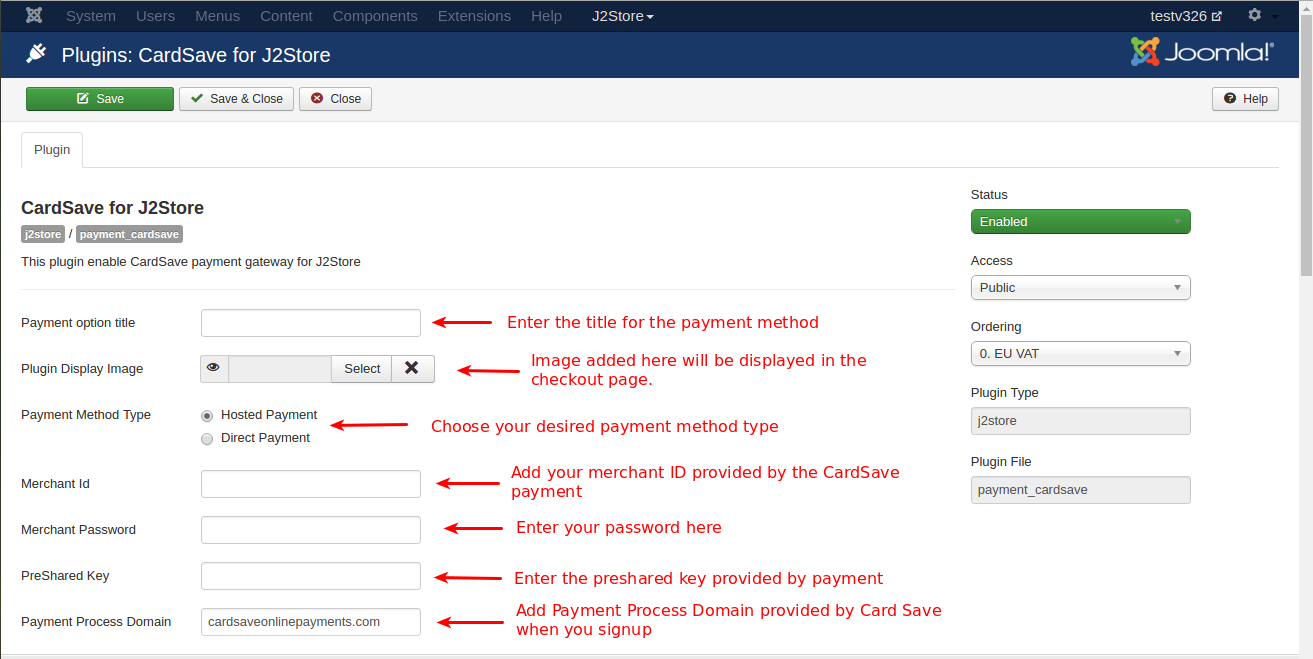 System Users Menus Content Components Extensions Help J2Store testv326
Plugins: CardSave for J2Store Joomla!®
Save Save & Close Close Help
Plugin
CardSave for J2Store
j2store / payment_cardsave
This plugin enable CardSave payment gateway for J2Store
Payment option title Enter the title for the payment method
Plugin Display Image Select Image added here will be displayed in the
checkout page.
Payment Method Type Hosted Payment
Direct Payment
Choose your desired payment method type
Merchant Id Add your merchant ID provided by the CardSave
payment
Merchant Password Enter your password here
PreShared Key Enter the preshared key provided by payment
Payment Process Domain cardsaveonlinepayments.com Add Payment Process Domain provided by Card Save
when you signup
Status
Enabled
Access
Public
Ordering
0. EU VAT
Plugin Type
j2store
Plugin File
payment_cardsave